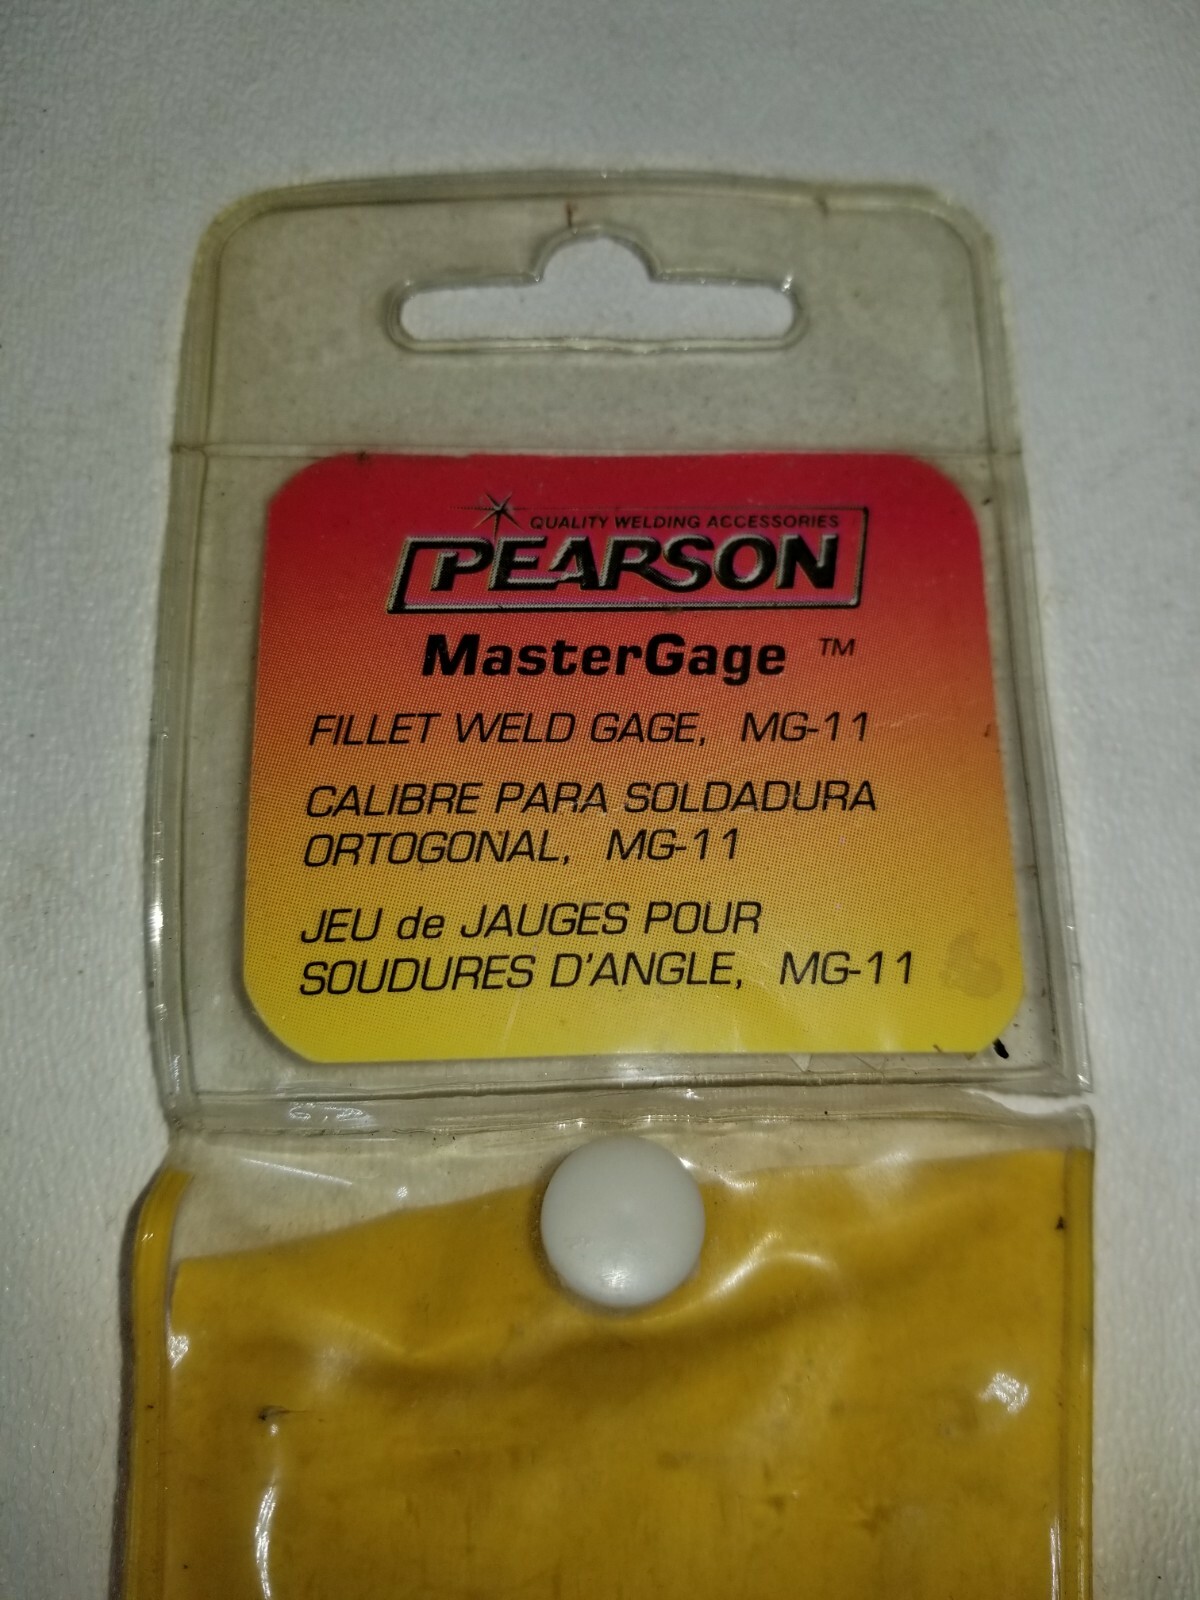 QUALITY WELDING ACCESSORIES
PEARSON
MasterGage ™
FILLET WELD GAGE, MG-11
CALIBRE PARA SOLDADURA
ORTOGONAL, MG-11
JEU de JAUGES POUR
SOUDURES D'ANGLE, MG-11